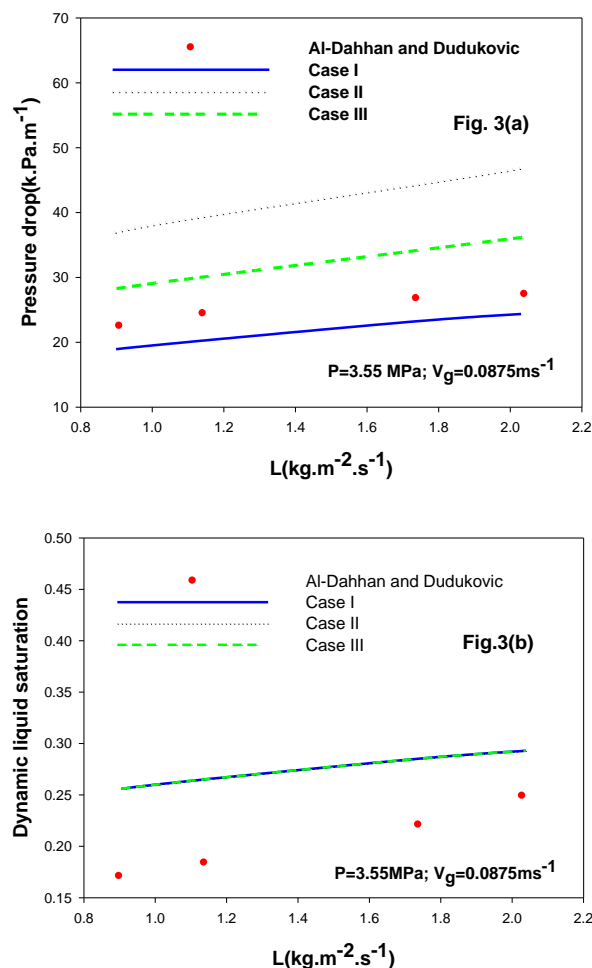 70
60
50
40
30
20
10
Pressure drop(k.Pa.m⁻¹)
Al-Dahhan and Dudukovic
Case I
Case II
Case III
Fig. 3(a)
P=3.55 MPa; Vg=0.0875ms⁻¹
0.8 1.0 1.2 1.4 1.6 1.8 2.0 2.2
L(kg.m⁻².s⁻¹)
0.50
0.45
0.40
0.35
0.30
0.25
0.20
0.15
Dynamic liquid saturation
Al-Dahhan and Dudukovic
Case I
Case II
Case III
Fig.3(b)
P=3.55MPa; Vg=0.0875ms⁻¹
0.8 1.0 1.2 1.4 1.6 1.8 2.0 2.2
L(kg.m⁻².s⁻¹)